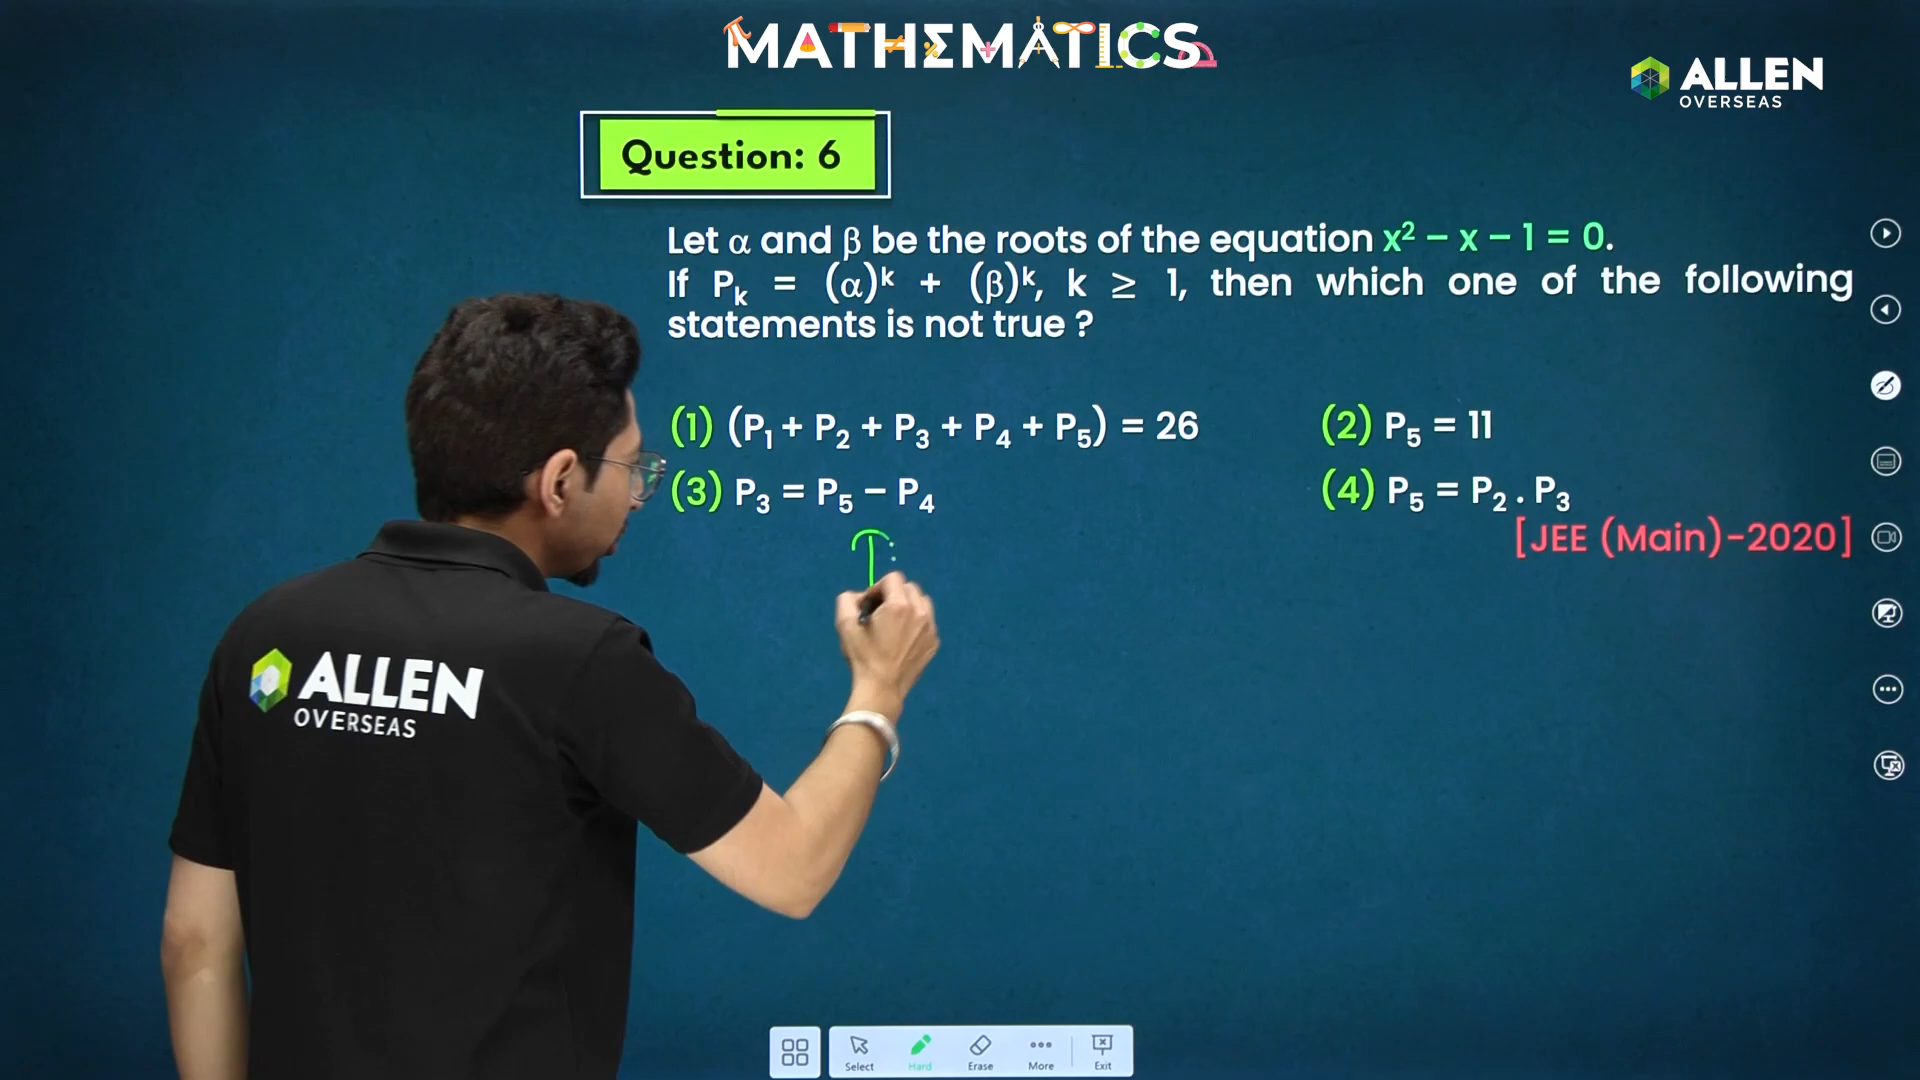 MATHEMATICS
ALLEN
OVERSEAS
Question: 6
Let α and β be the roots of the equation x² – x – 1 = 0.
If Pₖ = (α)ᵏ + (β)ᵏ, k ≥ 1, then which one of the following
statements is not true ?
(1) (P₁ + P₂ + P₃ + P₄ + P₅) = 26 (2) P₅ = 11
(3) P₃ = P₅ – P₄ (4) P₅ = P₂ . P₃
[JEE (Main)-2020]
ALLEN
OVERSEAS
Select Hard Erase More Exit